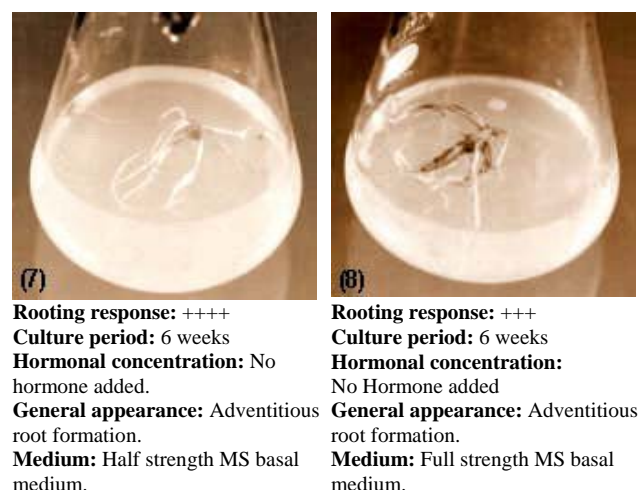 (7)
Rooting response: ++++
Culture period: 6 weeks
Hormonal concentration: No
hormone added.
General appearance: Adventitious
root formation.
Medium: Half strength MS basal
medium.
(8)
Rooting response: +++
Culture period: 6 weeks
Hormonal concentration:
No Hormone added
General appearance: Adventitious
root formation.
Medium: Full strength MS basal
medium.